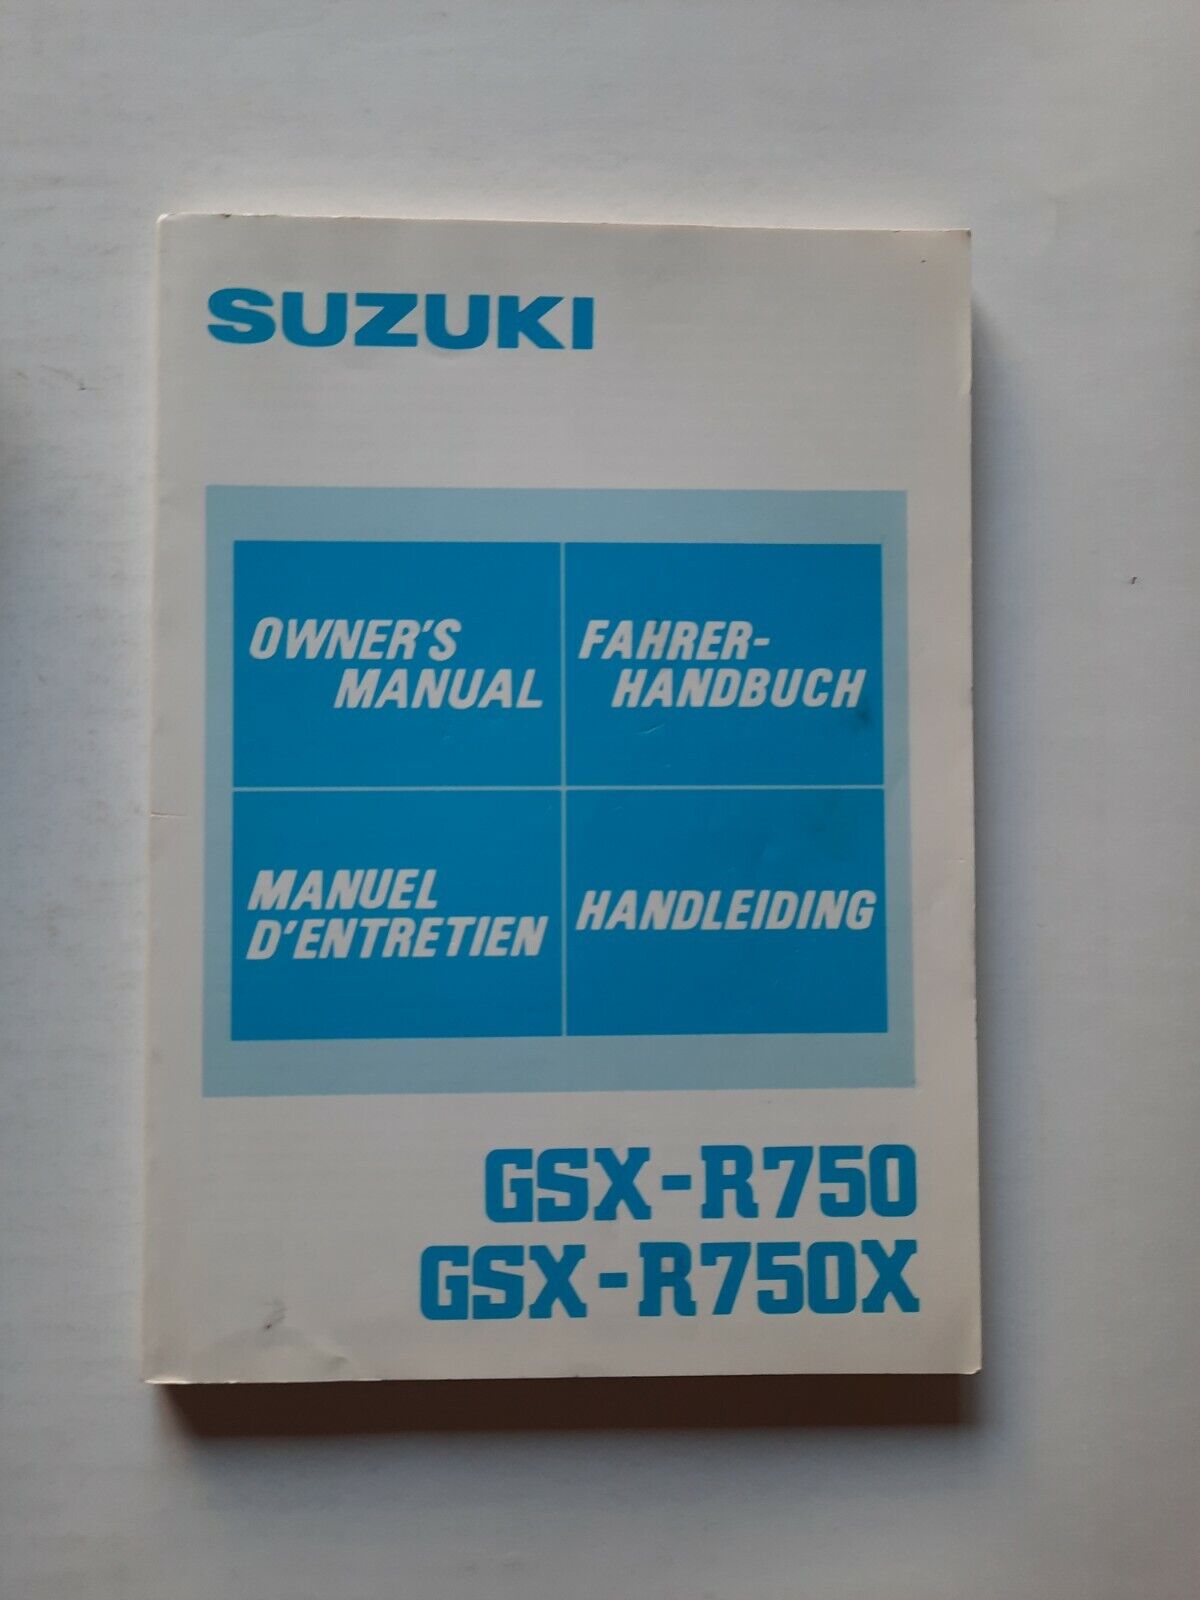 SUZUKI
OWNER'S
MANUAL
FAHRER-
HANDBUCH
MANUEL
D'ENTRETIEN
HANDLEIDING
GSX-R750
GSX-R750X